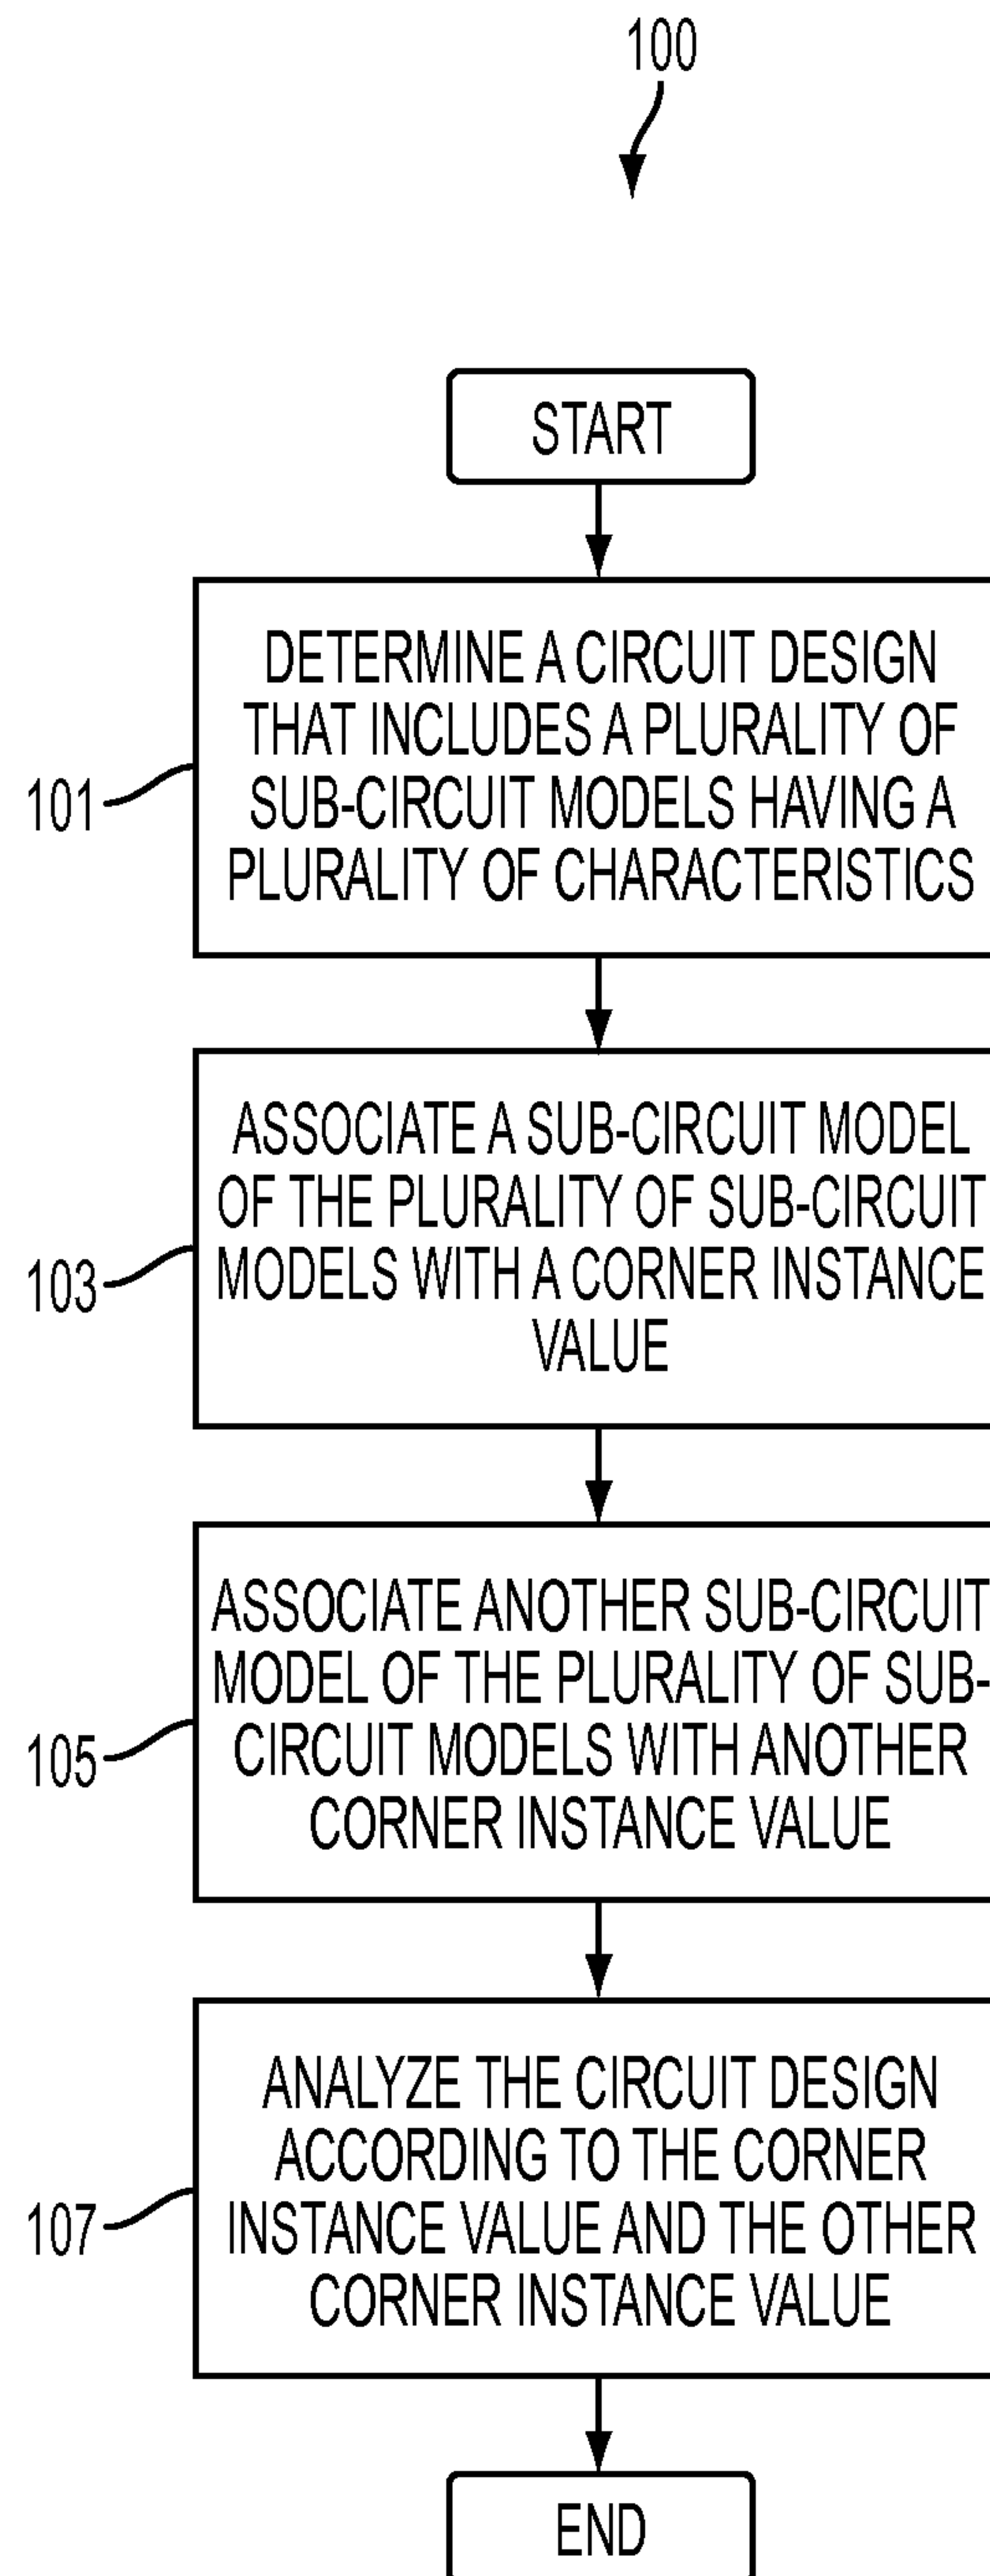 100
START
DETERMINE A CIRCUIT DESIGN
THAT INCLUDES A PLURALITY OF
SUB-CIRCUIT MODELS HAVING A
PLURALITY OF CHARACTERISTICS
101
ASSOCIATE A SUB-CIRCUIT MODEL
OF THE PLURALITY OF SUB-CIRCUIT
MODELS WITH A CORNER INSTANCE
VALUE
103
ASSOCIATE ANOTHER SUB-CIRCUIT
MODEL OF THE PLURALITY OF SUB-
CIRCUIT MODELS WITH ANOTHER
CORNER INSTANCE VALUE
105
ANALYZE THE CIRCUIT DESIGN
ACCORDING TO THE CORNER
INSTANCE VALUE AND THE OTHER
CORNER INSTANCE VALUE
107
END